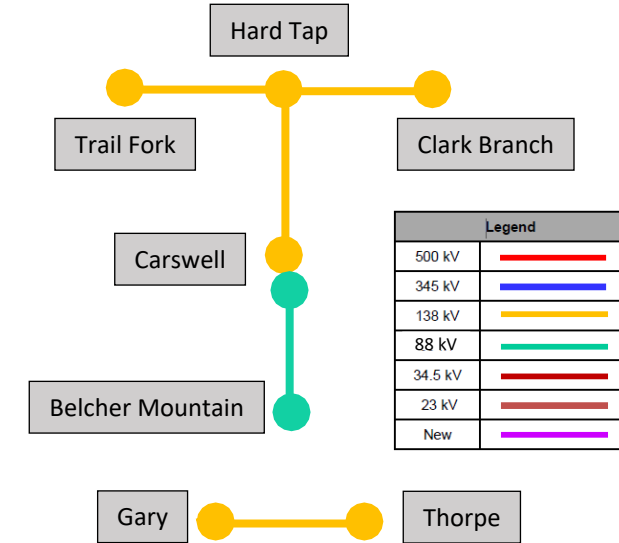 Hard Tap
Trail Fork
Clark Branch
Carswell
Legend
500 kV
345 kV
138 kV
88 kV
34.5 kV
23 kV
New
Belcher Mountain
Gary
Thorpe